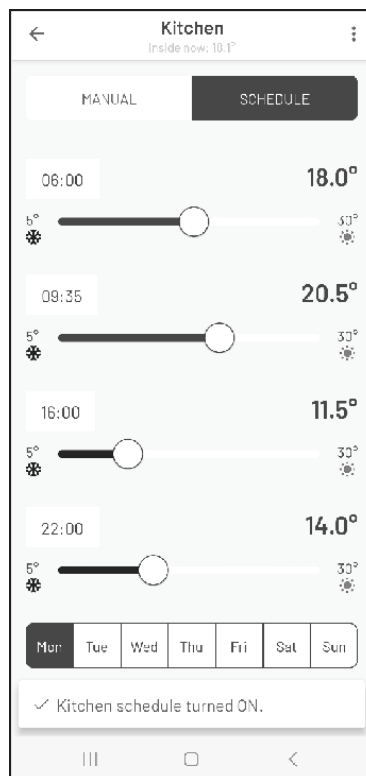 Kitchen
Inside now: 18.1°
MANUAL SCHEDULE
06:00 18.0°
5° 30°
09:35 20.5°
5° 30°
16:00 11.5°
5° 30°
22:00 14.0°
5° 30°
Mon Tue Wed Thu Fri Sat Sun
Kitchen schedule turned ON.